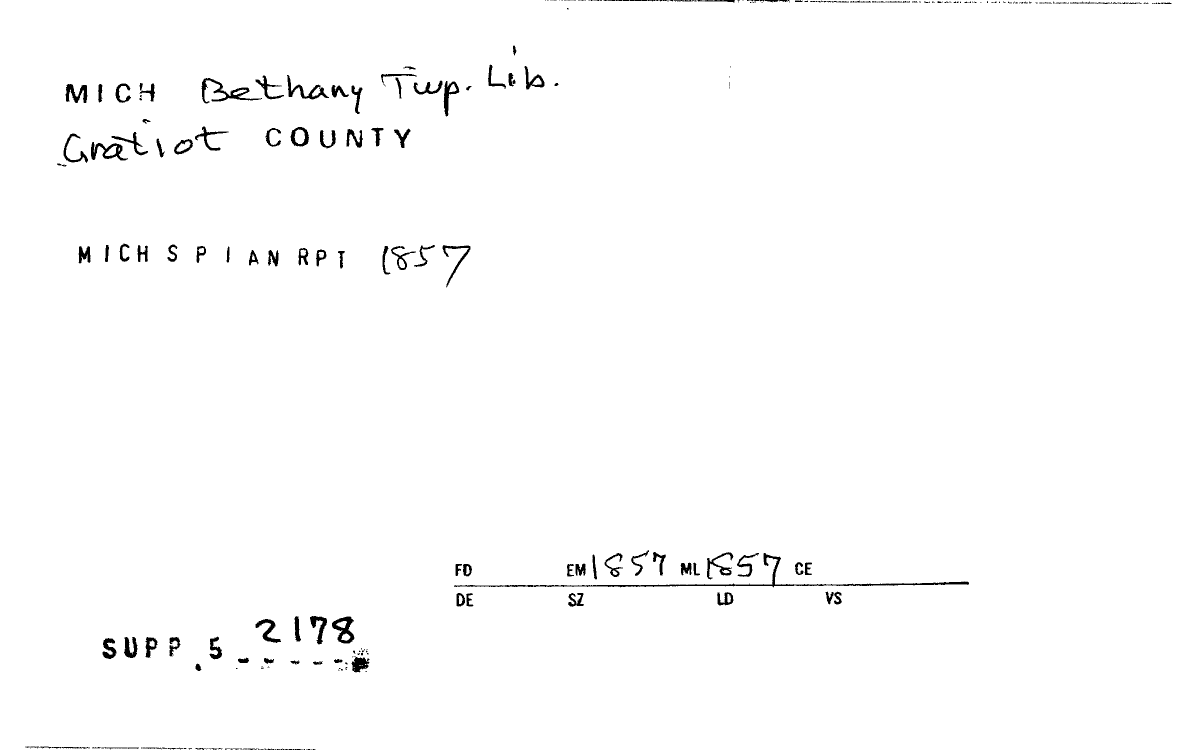 MICH Bethany Twp. Lib.
Gratiot COUNTY
MICH S P I AN RPT 1857
FD EM 1857 ML 1857 CE
DE SZ LD VS
SUPP. 5 2178